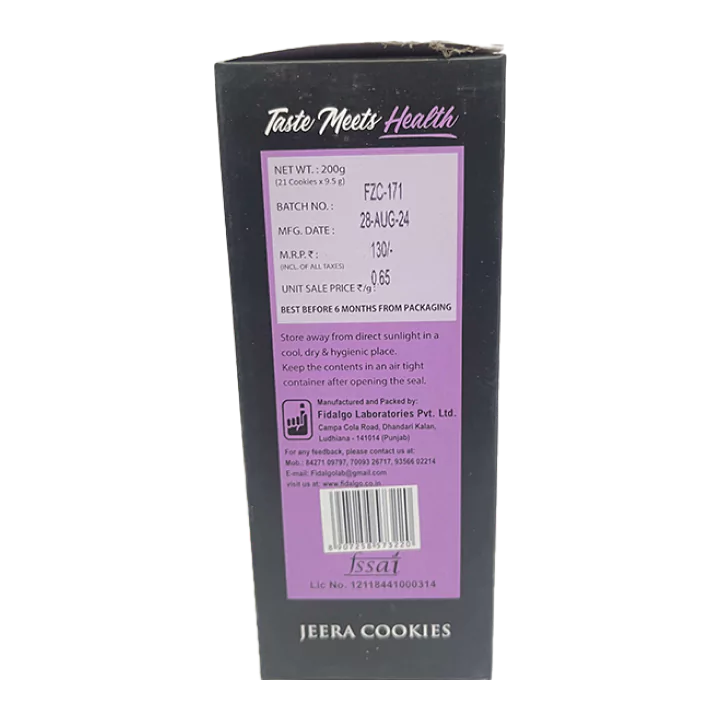 Taste Meets Health
NET WT. : 200g
(21 Cookies x 9.5 g)
BATCH NO. : FZC-171
MFG. DATE : 28-AUG-24
M.R.P. ₹ : 130/-
(INCL. OF ALL TAXES)
UNIT SALE PRICE ₹/g : 0.65
BEST BEFORE 6 MONTHS FROM PACKAGING
Store away from direct sunlight in a
cool, dry & hygienic place.
Keep the contents in an air tight
container after opening the seal.
Manufactured and Packed by:
Fidalgo Laboratories Pvt. Ltd.
Campa Cola Road, Dhandari Kalan,
Ludhiana - 141014 (Punjab)
For any feedback, please contact us at:
Mob.: 84271 09797, 70093 26717, 93566 02214
E-mail: Fidalgolab@gmail.com
visit us at: www.fidalgo.co.in
8 907258 573220
fssai
Lic No. 12118441000314
JEERA COOKIES